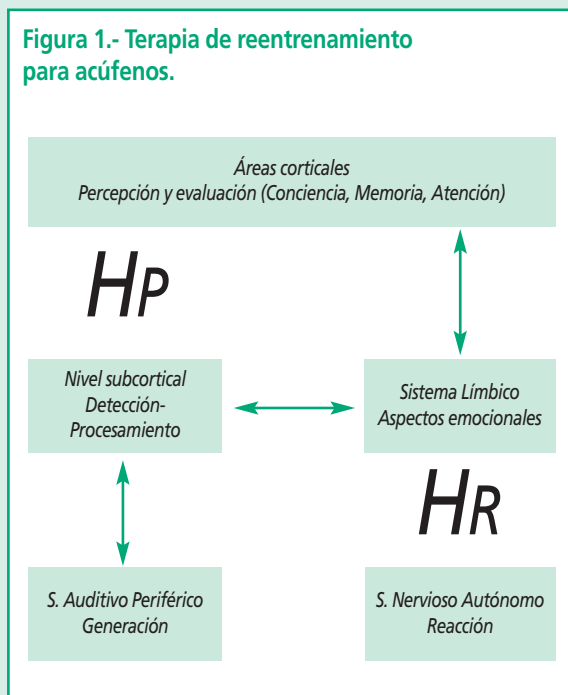 Figura 1.- Terapia de reentrenamiento
para acúfenos.
Áreas corticales
Percepción y evaluación (Conciencia, Memoria, Atención)
HP
Nivel subcortical
Detección-
Procesamiento
Sistema Límbico
Aspectos emocionales
HR
S. Auditivo Periférico
Generación
S. Nervioso Autónomo
Reacción